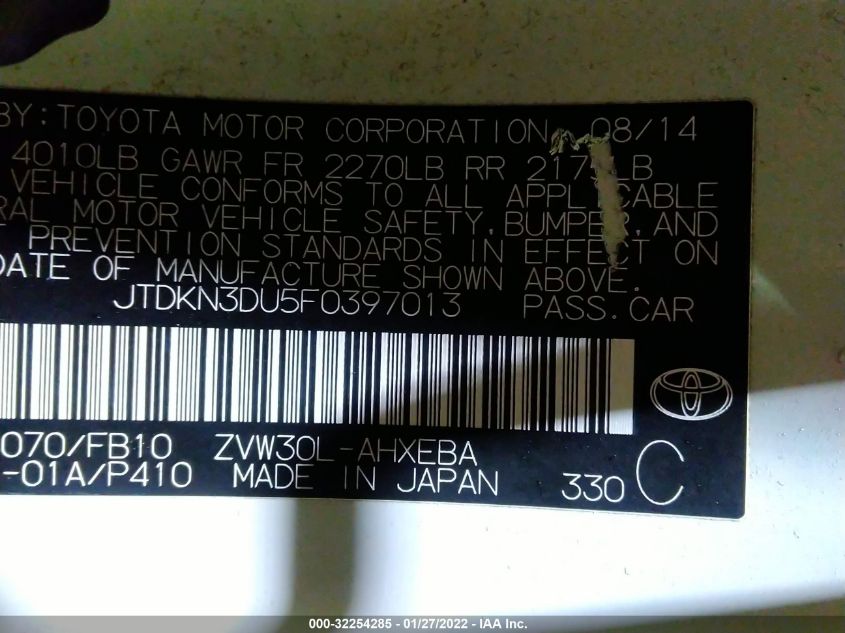 BY: TOYOTA MOTOR CORPORATION 08/14
4010LB GAWR FR 2270LB RR LB
VEHICLE CONFORMS TO ALL APPLICABLE
RAL MOTOR VEHICLE SAFETY, BUMPER, AND
T PREVENTION STANDARDS IN EFFECT ON
DATE OF MANUFACTURE SHOWN ABOVE.
JTDKN3DU5F0397013 PASS.CAR
070/FB10 ZVW30L-AHXEBA
-01A/P410 MADE IN JAPAN 330 C
000-32254285 - 01/27/2022 - IAA Inc.